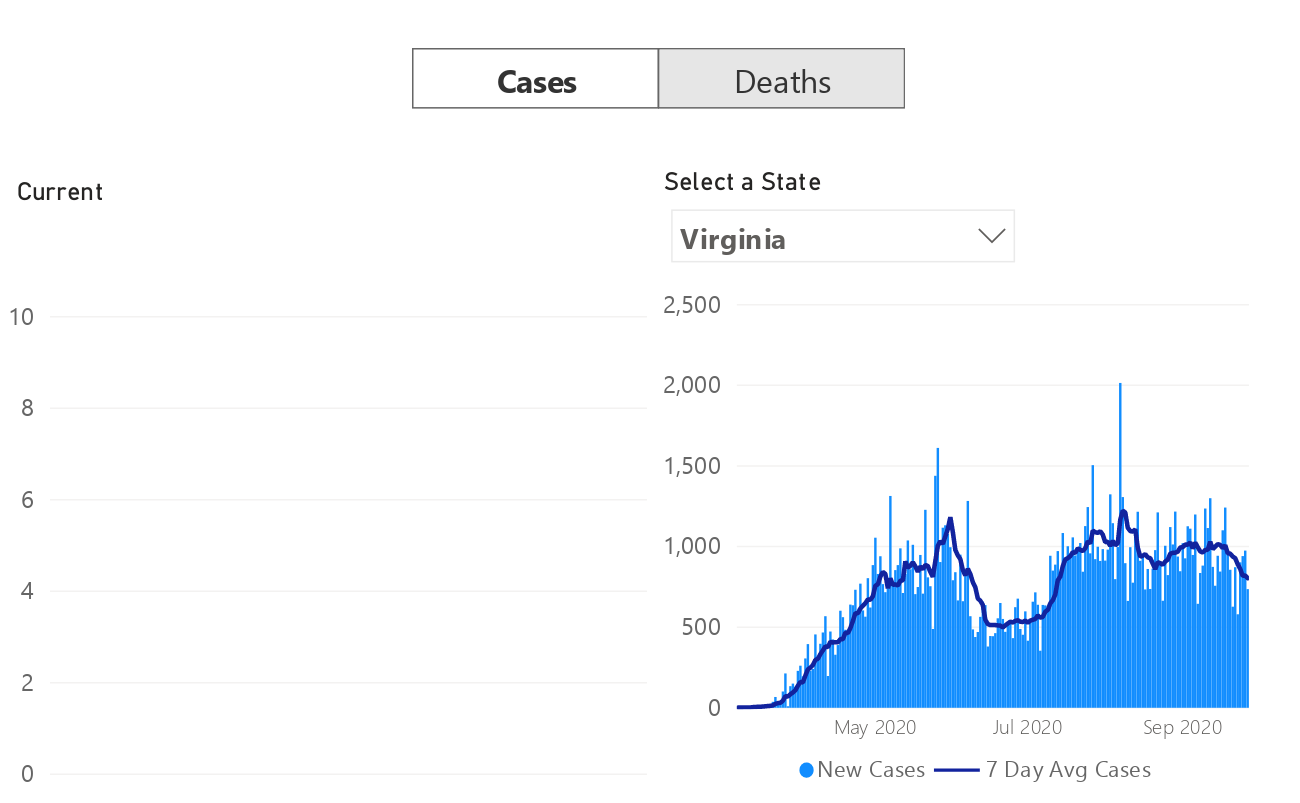 Cases Deaths
Current
Select a State
Virginia
10
8
6
4
2
0
2,500
2,000
1,500
1,000
500
0
May 2020 Jul 2020 Sep 2020
New Cases 7 Day Avg Cases